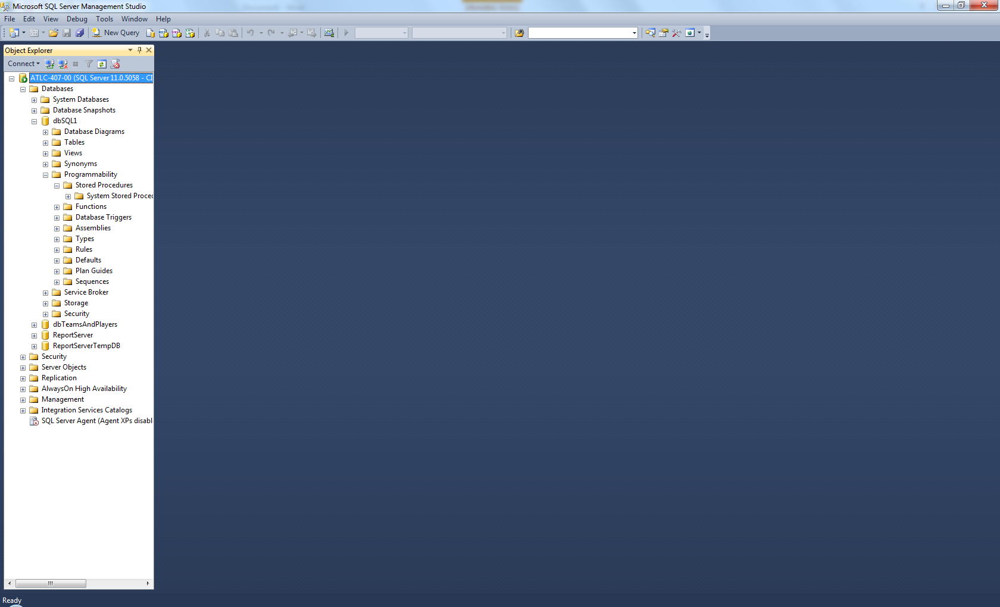 Microsoft SQL Server Management Studio
File Edit View Debug Tools Window Help
New Query
Object Explorer
Connect
ATLC-407-00 (SQL Server 11.0.5058 - CI
Databases
System Databases
Database Snapshots
dbSQL1
Database Diagrams
Tables
Views
Synonyms
Programmability
Stored Procedures
System Stored Proce
Functions
Database Triggers
Assemblies
Types
Rules
Defaults
Plan Guides
Sequences
Service Broker
Storage
Security
dbTeamsAndPlayers
ReportServer
ReportServerTempDB
Security
Server Objects
Replication
AlwaysOn High Availability
Management
Integration Services Catalogs
SQL Server Agent (Agent XPs disabl
Ready